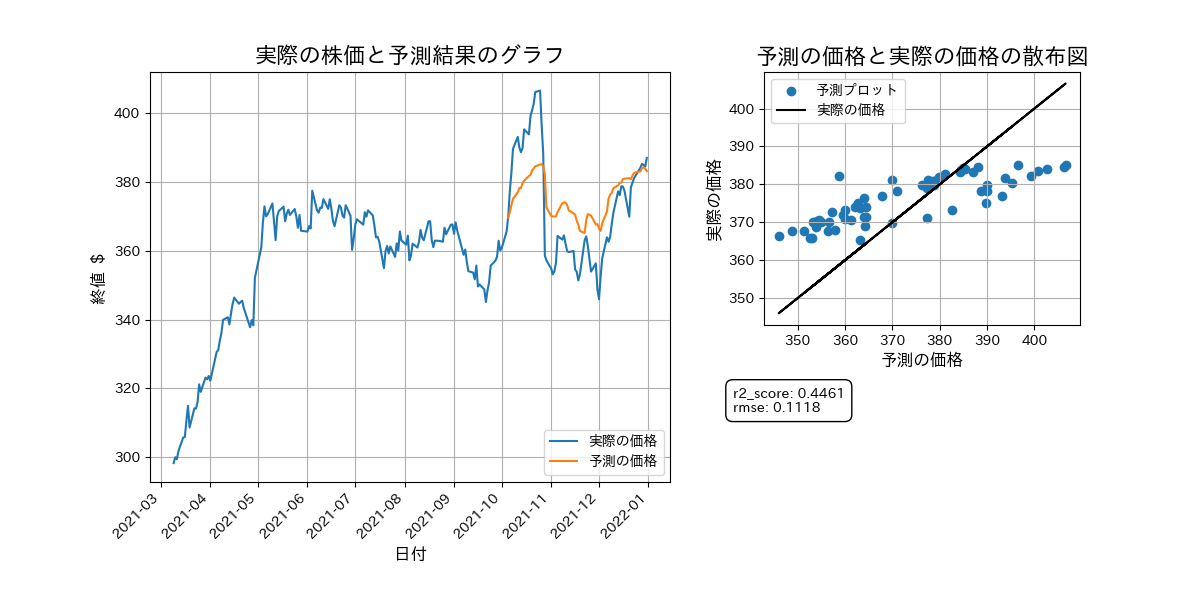 実際の株価と予測結果のグラフ
400
380
360
340
320
300
終値 $
2021-03
2021-04
2021-05
2021-06
2021-07
2021-08
2021-09
2021-10
2021-11
2021-12
2022-01
日付
実際の価格
予測の価格
予測の価格と実際の価格の散布図
予測プロット
実際の価格
400
390
380
370
360
350
実際の価格
350
360
370
380
390
400
予測の価格
r2_score: 0.4461
rmse: 0.1118